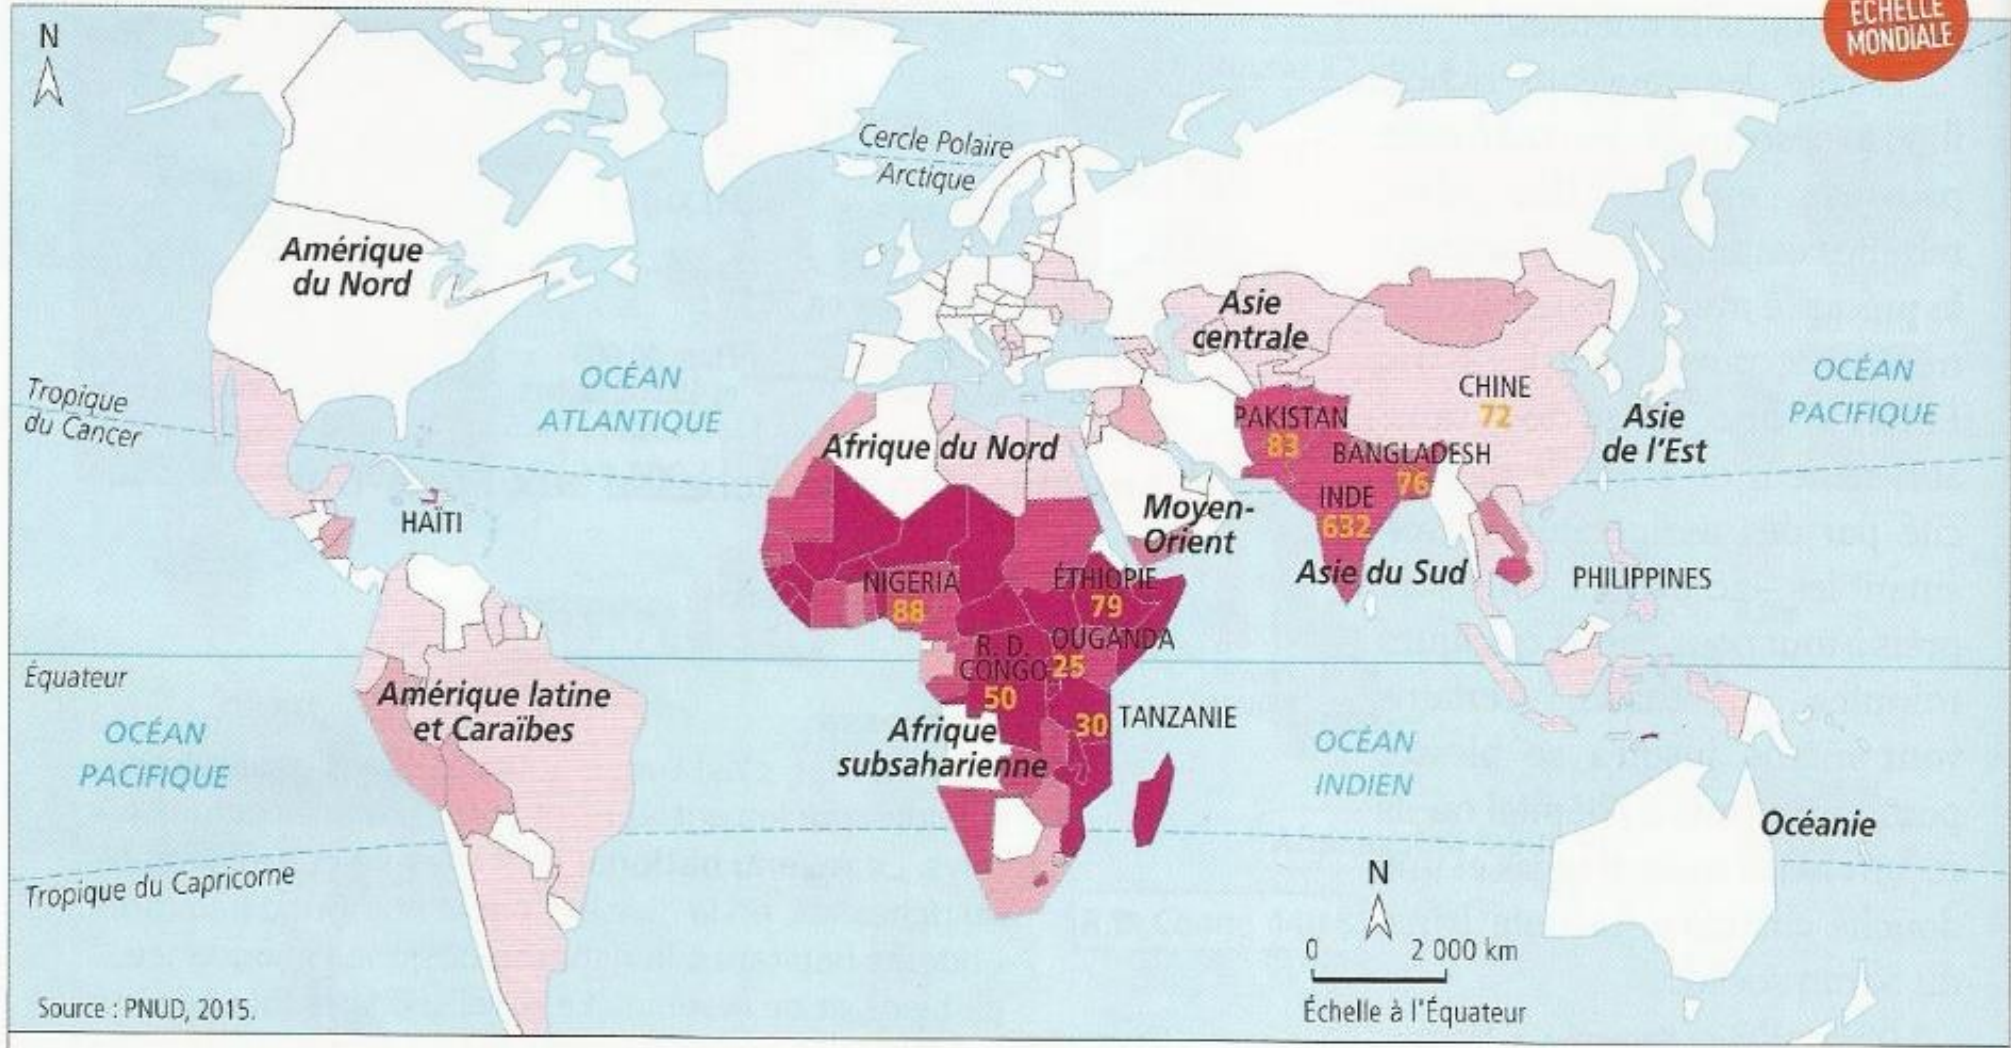 ÉCHELLE
MONDIALE
N
Cercle Polaire
Arctique
Amérique
du Nord
Asie
centrale
OCÉAN
ATLANTIQUE
OCÉAN
PACIFIQUE
Tropique
du Cancer
CHINE
72
Asie
de l'Est
PAKISTAN
83
BANGLADESH
76
INDE
632
Afrique du Nord
Moyen-
Orient
Asie du Sud
HAÏTI
PHILIPPINES
NIGERIA
88
ÉTHIOPIE
79
OUGANDA
25
R. D.
CONGO
50
Équateur
Amérique latine
et Caraïbes
OCÉAN
PACIFIQUE
30 TANZANIE
Afrique
subsaharienne
OCÉAN
INDIEN
Océanie
Tropique du Capricorne
N
0 2 000 km
Échelle à l'Équateur
Source : PNUD, 2015.